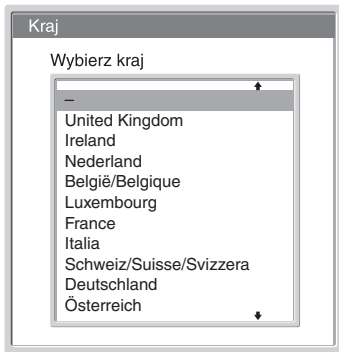 Kraj
Wybierz kraj
–
United Kingdom
Ireland
Nederland
België/Belgique
Luxembourg
France
Italia
Schweiz/Suisse/Svizzera
Deutschland
Österreich